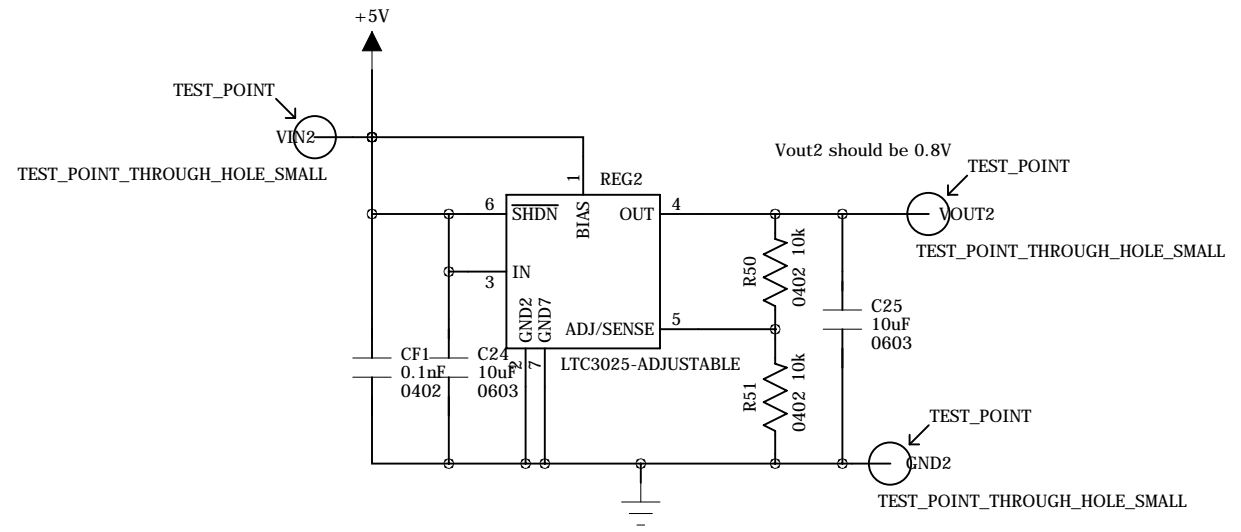 +5V
TEST_POINT
VIN2
TEST_POINT_THROUGH_HOLE_SMALL
Vout2 should be 0.8V
TEST_POINT
VOUT2
TEST_POINT_THROUGH_HOLE_SMALL
REG2
1
6
SHDN
BIAS
OUT
4
IN
3
GND2
GND7
ADJ/SENSE
5
2
7
LTC3025-ADJUSTABLE
R50
0402 10k
C25
10uF
0603
CF1
0.1nF
0402
C24
10uF
0603
R51
0402 10k
TEST_POINT
GND2
TEST_POINT_THROUGH_HOLE_SMALL